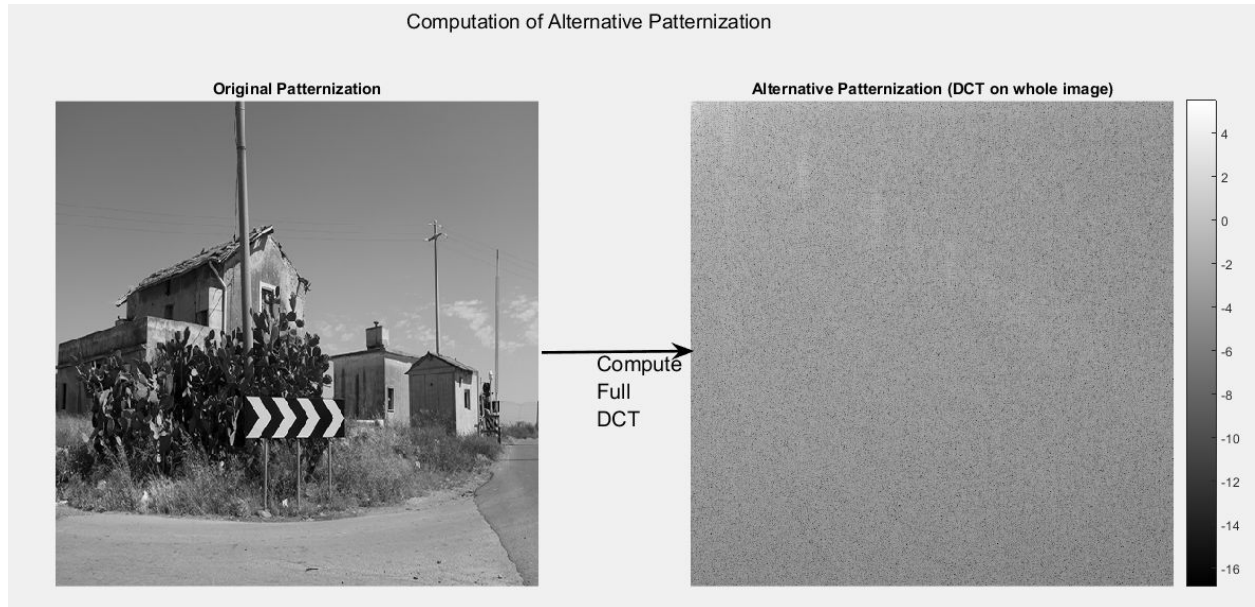 Computation of Alternative Patternization
Original Patternization
Alternative Patternization (DCT on whole image)
Compute
Full
DCT
4
2
0
-2
-4
-6
-8
-10
-12
-14
-16